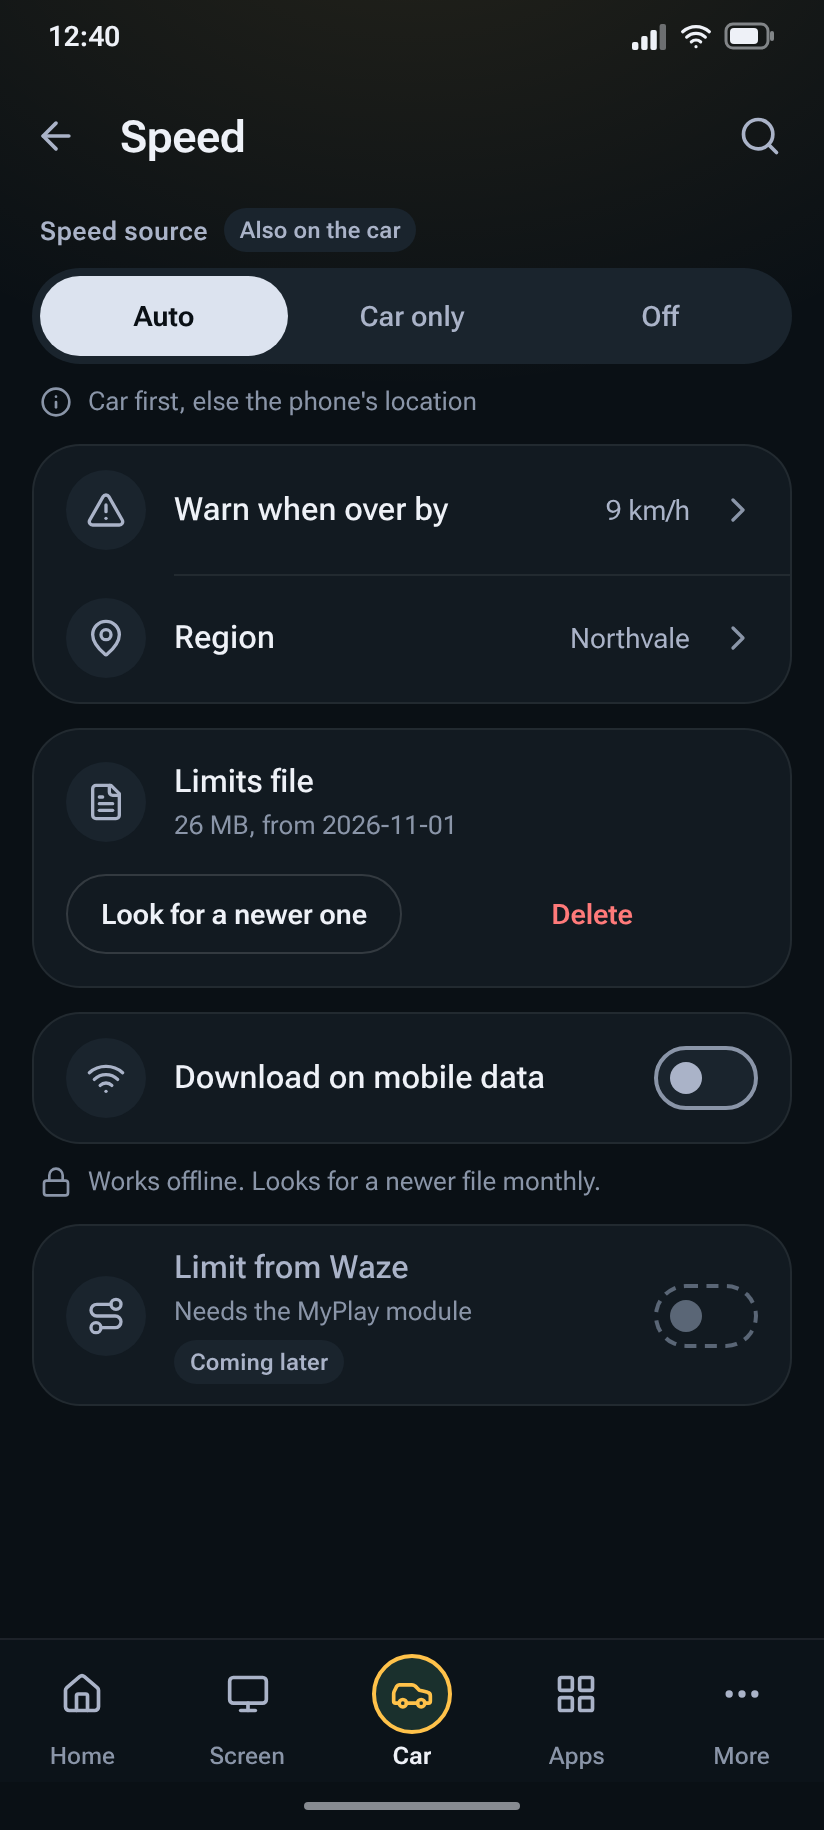 12:40
Speed
Speed source
Also on the car
Auto
Car only
Off
Car first, else the phone's location
Warn when over by
9 km/h
Region
Northvale
Limits file
26 MB, from 2026-11-01
Look for a newer one
Delete
Download on mobile data
Works offline. Looks for a newer file monthly.
Limit from Waze
Needs the MyPlay module
Coming later
Home
Screen
Car
Apps
More